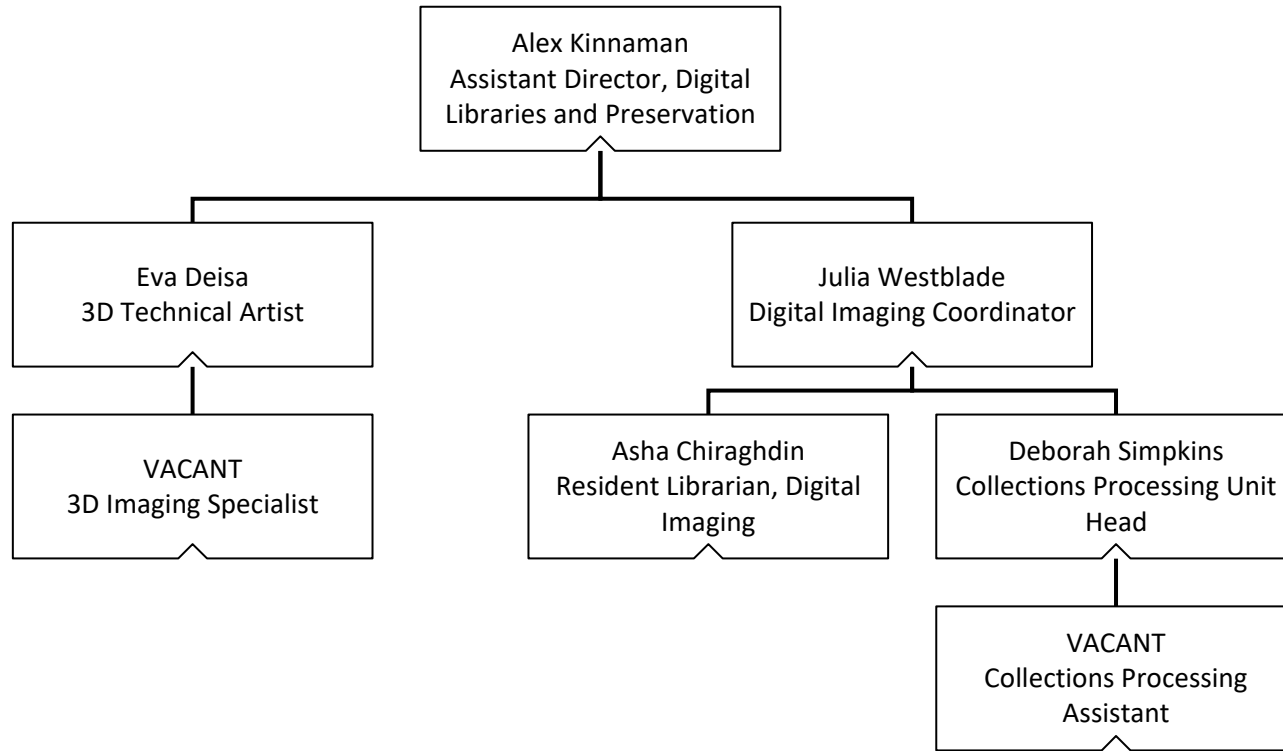 Alex Kinnaman
Assistant Director, Digital
Libraries and Preservation
Eva Deisa
3D Technical Artist
Julia Westblade
Digital Imaging Coordinator
VACANT
3D Imaging Specialist
Asha Chiraghdin
Resident Librarian, Digital
Imaging
Deborah Simpkins
Collections Processing Unit
Head
VACANT
Collections Processing
Assistant